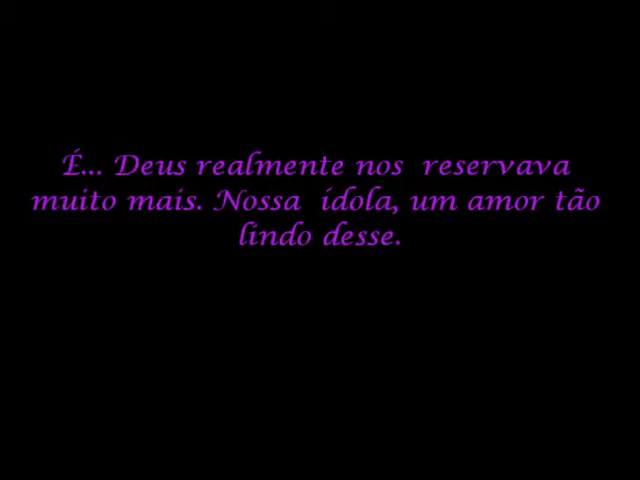 É... Deus realmente nos reservava
muito mais. Nossa ídola, um amor tão
lindo desse.